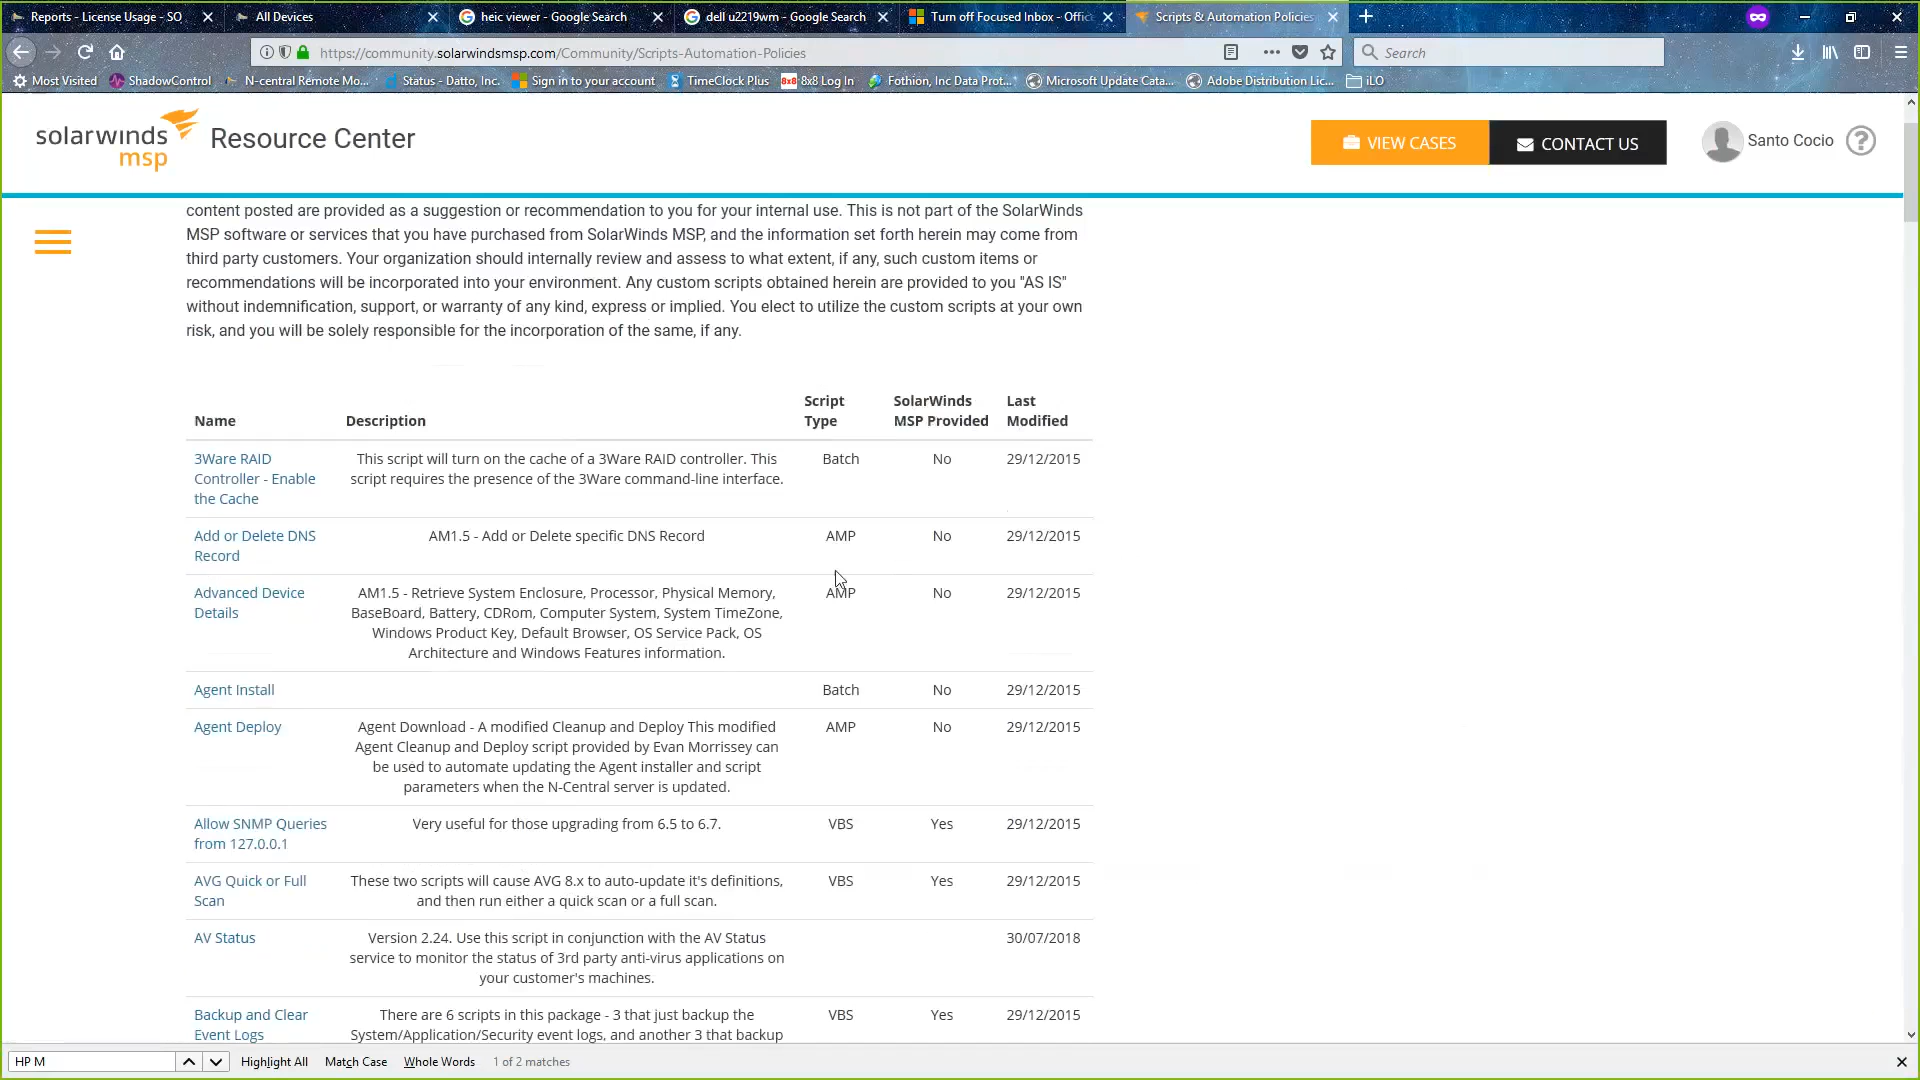 Reports - License Usage - SO
All Devices
heic viewer - Google Search
dell u2219wm - Google Search
Turn off Focused Inbox - Offic
Scripts & Automation Policies
https://community.solarwindsmsp.com/Community/Scripts-Automation-Policies
Search
Most Visited
ShadowControl
N-central Remote Mo...
Status - Datto, Inc.
Sign in to your account
TimeClock Plus
8x8 8x8 Log In
Fothion, Inc Data Prot...
Microsoft Update Cata...
Adobe Distribution Lic...
iLO
solarwinds
msp
Resource Center
VIEW CASES
CONTACT US
Santo Cocio
?
content posted are provided as a suggestion or recommendation to you for your internal use. This is not part of the SolarWinds
MSP software or services that you have purchased from SolarWinds MSP, and the information set forth herein may come from
third party customers. Your organization should internally review and assess to what extent, if any, such custom items or
recommendations will be incorporated into your environment. Any custom scripts obtained herein are provided to you "AS IS"
without indemnification, support, or warranty of any kind, express or implied. You elect to utilize the custom scripts at your own
risk, and you will be solely responsible for the incorporation of the same, if any.
Name
Description
Script
Type
SolarWinds
MSP Provided
Last
Modified
3Ware RAID
Controller - Enable
the Cache
This script will turn on the cache of a 3Ware RAID controller. This
script requires the presence of the 3Ware command-line interface.
Batch
No
29/12/2015
Add or Delete DNS
Record
AM1.5 - Add or Delete specific DNS Record
AMP
No
29/12/2015
Advanced Device
Details
AM1.5 - Retrieve System Enclosure, Processor, Physical Memory,
BaseBoard, Battery, CDRom, Computer System, System TimeZone,
Windows Product Key, Default Browser, OS Service Pack, OS
Architecture and Windows Features information.
AMP
No
29/12/2015
Agent Install
Batch
No
29/12/2015
Agent Deploy
Agent Download - A modified Cleanup and Deploy This modified
Agent Cleanup and Deploy script provided by Evan Morrissey can
be used to automate updating the Agent installer and script
parameters when the N-Central server is updated.
AMP
No
29/12/2015
Allow SNMP Queries
from 127.0.0.1
Very useful for those upgrading from 6.5 to 6.7.
VBS
Yes
29/12/2015
AVG Quick or Full
Scan
These two scripts will cause AVG 8.x to auto-update it's definitions,
and then run either a quick scan or a full scan.
VBS
Yes
29/12/2015
AV Status
Version 2.24. Use this script in conjunction with the AV Status
service to monitor the status of 3rd party anti-virus applications on
your customer's machines.
30/07/2018
Backup and Clear
Event Logs
There are 6 scripts in this package - 3 that just backup the
System/Application/Security event logs, and another 3 that backup
VBS
Yes
29/12/2015
HP M
Highlight All
Match Case
Whole Words
1 of 2 matches